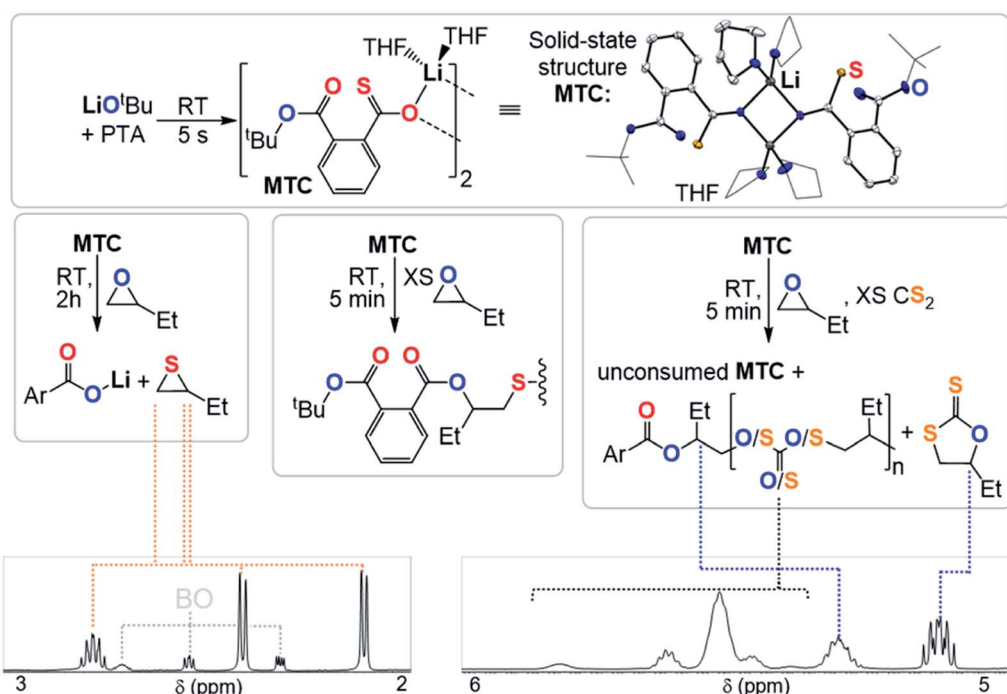 LiOᵗBu
+ PTA
RT
5 s
THF
THF
Li
O
S
O
O
ᵗBu
MTC
2
≡
Solid-state
structure
MTC:
Li
S
O
THF
MTC
RT,
2h
O
Et
O
Ar
O
Li
+
S
Et
MTC
RT,
5 min
XS
O
Et
O
O
O
O
S
ᵗBu
Et
MTC
RT,
5 min
O
Et
, XS CS₂
unconsumed MTC +
O
Ar
O
Et
O/S
O/S
O/S
Et
n
+
S
S
O
Et
BO
3
δ (ppm)
2
6
δ (ppm)
5